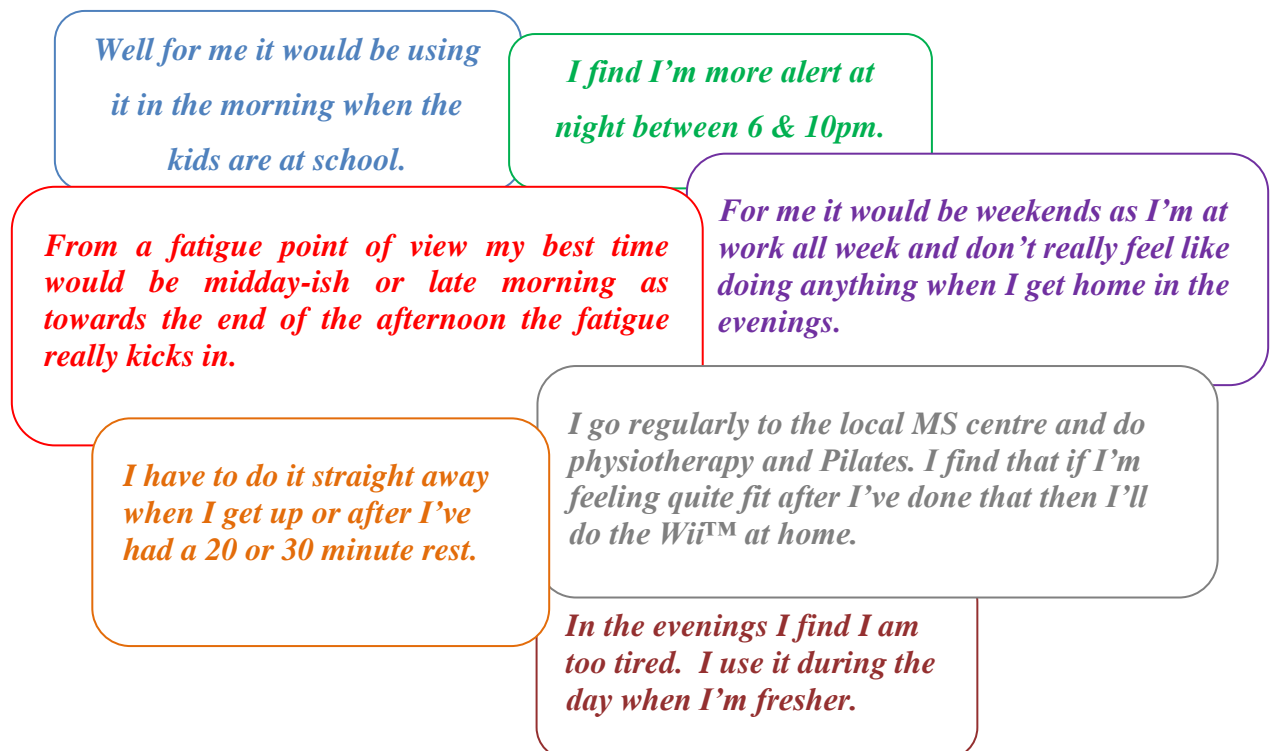 Well for me it would be using
it in the morning when the
kids are at school.
I find I’m more alert at
night between 6 & 10pm.
From a fatigue point of view my best time
would be midday-ish or late morning as
towards the end of the afternoon the fatigue
really kicks in.
For me it would be weekends as I’m at
work all week and don’t really feel like
doing anything when I get home in the
evenings.
I have to do it straight away
when I get up or after I’ve
had a 20 or 30 minute rest.
I go regularly to the local MS centre and do
physiotherapy and Pilates. I find that if I’m
feeling quite fit after I’ve done that then I’ll
do the Wii™ at home.
In the evenings I find I am
too tired.  I use it during the
day when I’m fresher.